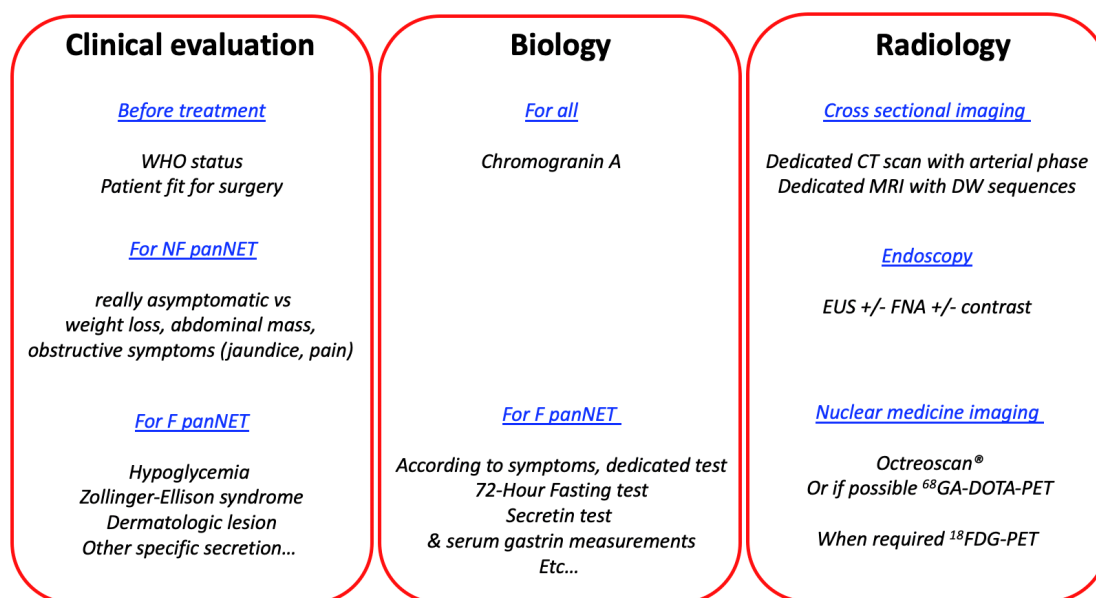 Clinical evaluation
Before treatment
WHO status
Patient fit for surgery
For NF panNET
really asymptomatic vs
weight loss, abdominal mass,
obstructive symptoms (jaundice, pain)
For F panNET
Hypoglycemia
Zollinger-Ellison syndrome
Dermatologic lesion
Other specific secretion...
Biology
For all
Chromogranin A
For F panNET
According to symptoms, dedicated test
72-Hour Fasting test
Secretin test
& serum gastrin measurements
Etc...
Radiology
Cross sectional imaging
Dedicated CT scan with arterial phase
Dedicated MRI with DW sequences
Endoscopy
EUS +/- FNA +/- contrast
Nuclear medicine imaging
Octreoscan®
Or if possible ⁶⁸GA-DOTA-PET
When required ¹⁸FDG-PET